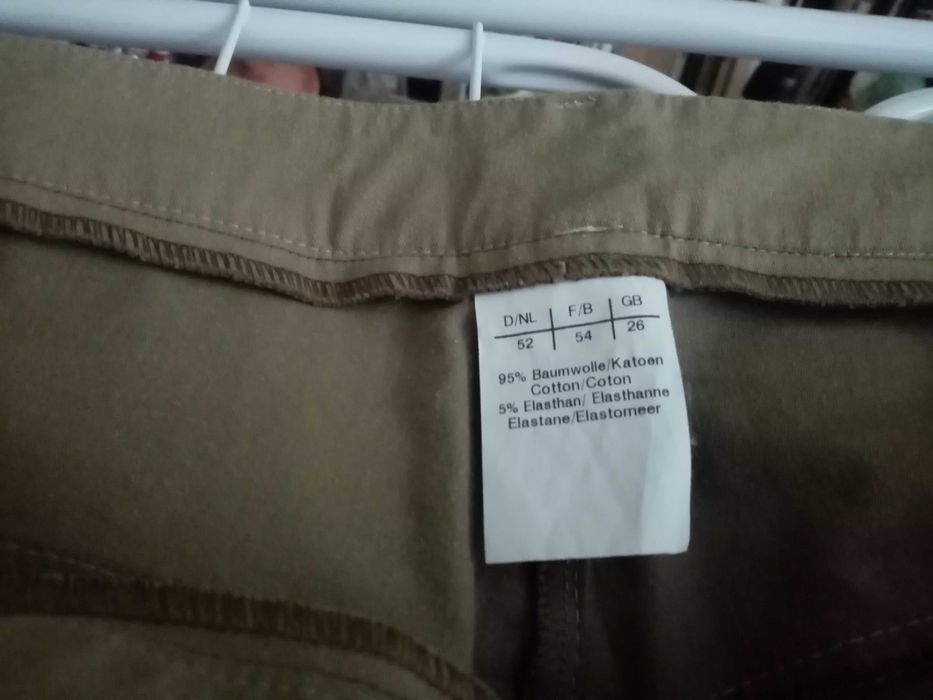 D/NL F/B GB
52 54 26
95% Baumwolle/Katoen
Cotton/Coton
5% Elasthan/ Elasthanne
Elastane/Elastomeer